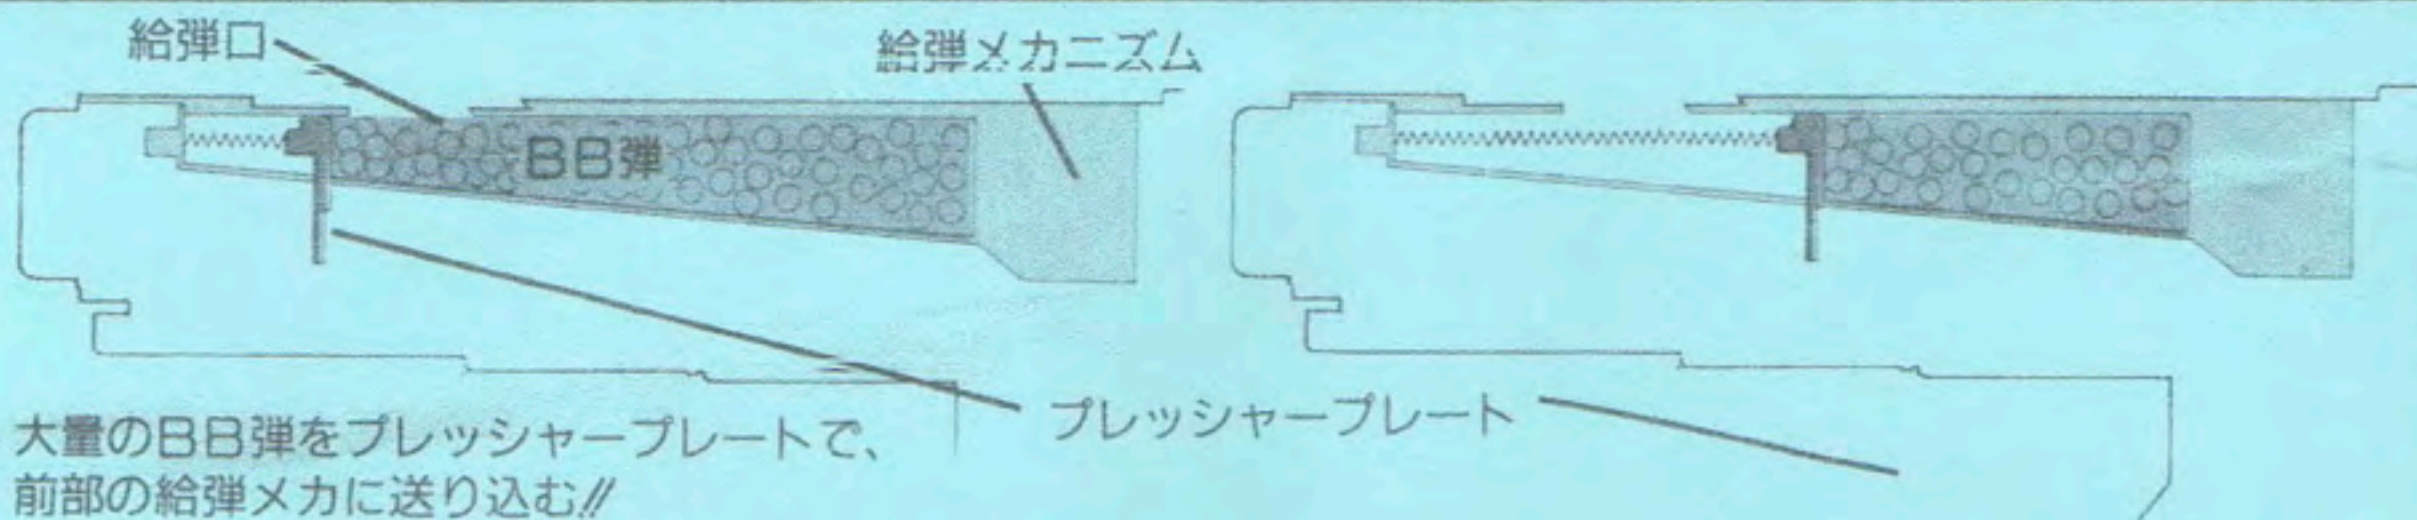 給弾口
給弾メカニズム
BB弾
プレッシャープレート
大量のBB弾をプレッシャープレートで、
前部の給弾メカに送り込む!!